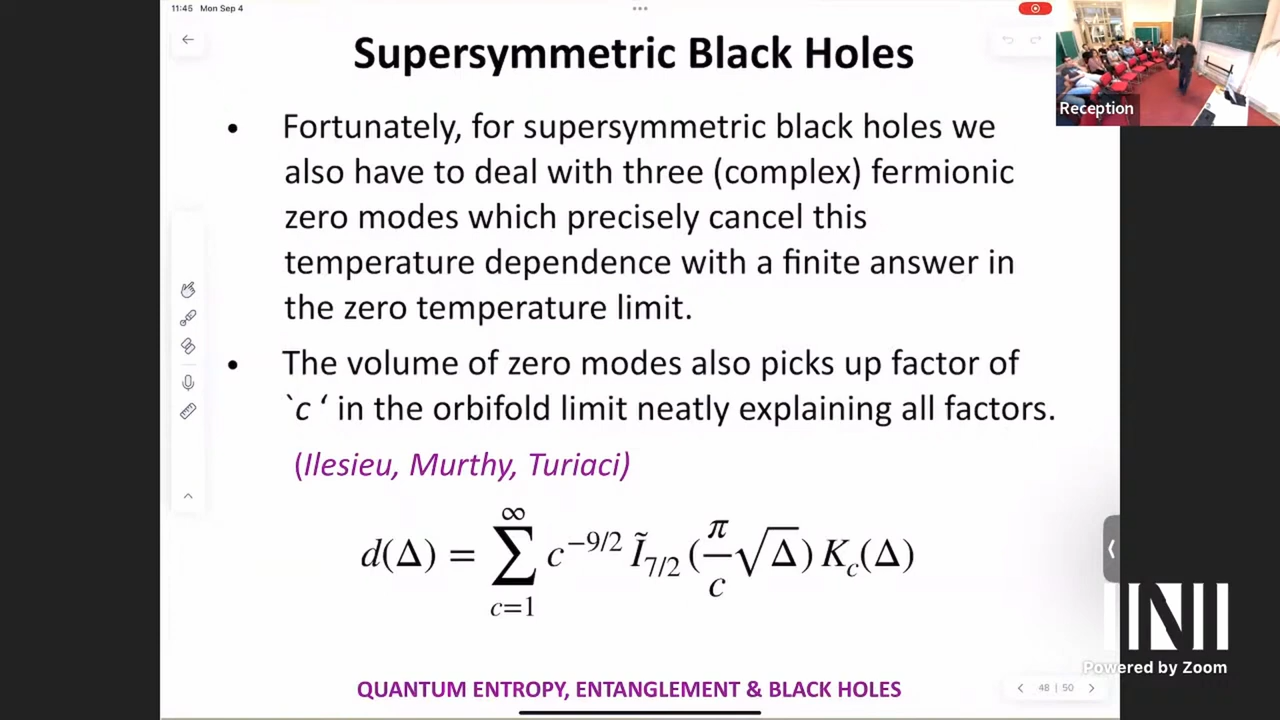 11:45 Mon Sep 4
Supersymmetric Black Holes
• Fortunately, for supersymmetric black holes we
also have to deal with three (complex) fermionic
zero modes which precisely cancel this
temperature dependence with a finite answer in
the zero temperature limit.
• The volume of zero modes also picks up factor of
`c ‘ in the orbifold limit neatly explaining all factors.
(Ilesieu, Murthy, Turiaci)
d(Δ) = ∑_{c=1}^{∞} c^{-9/2} Ĩ_{7/2} (π/c √Δ) K_c(Δ)
QUANTUM ENTROPY, ENTANGLEMENT & BLACK HOLES
48 | 50
Reception
INI
Powered by Zoom